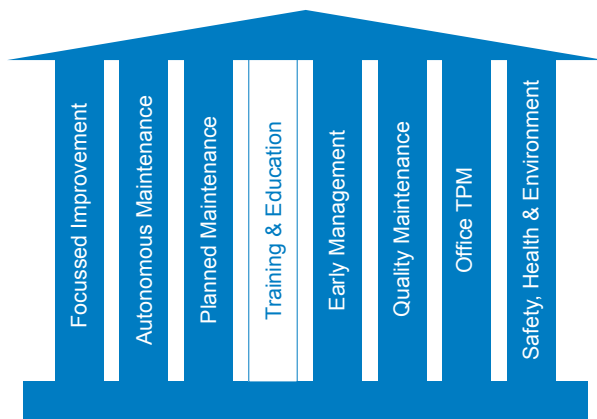 Focussed Improvement
Autonomous Maintenance
Planned Maintenance
Training & Education
Early Management
Quality Maintenance
Office TPM
Safety, Health & Environment